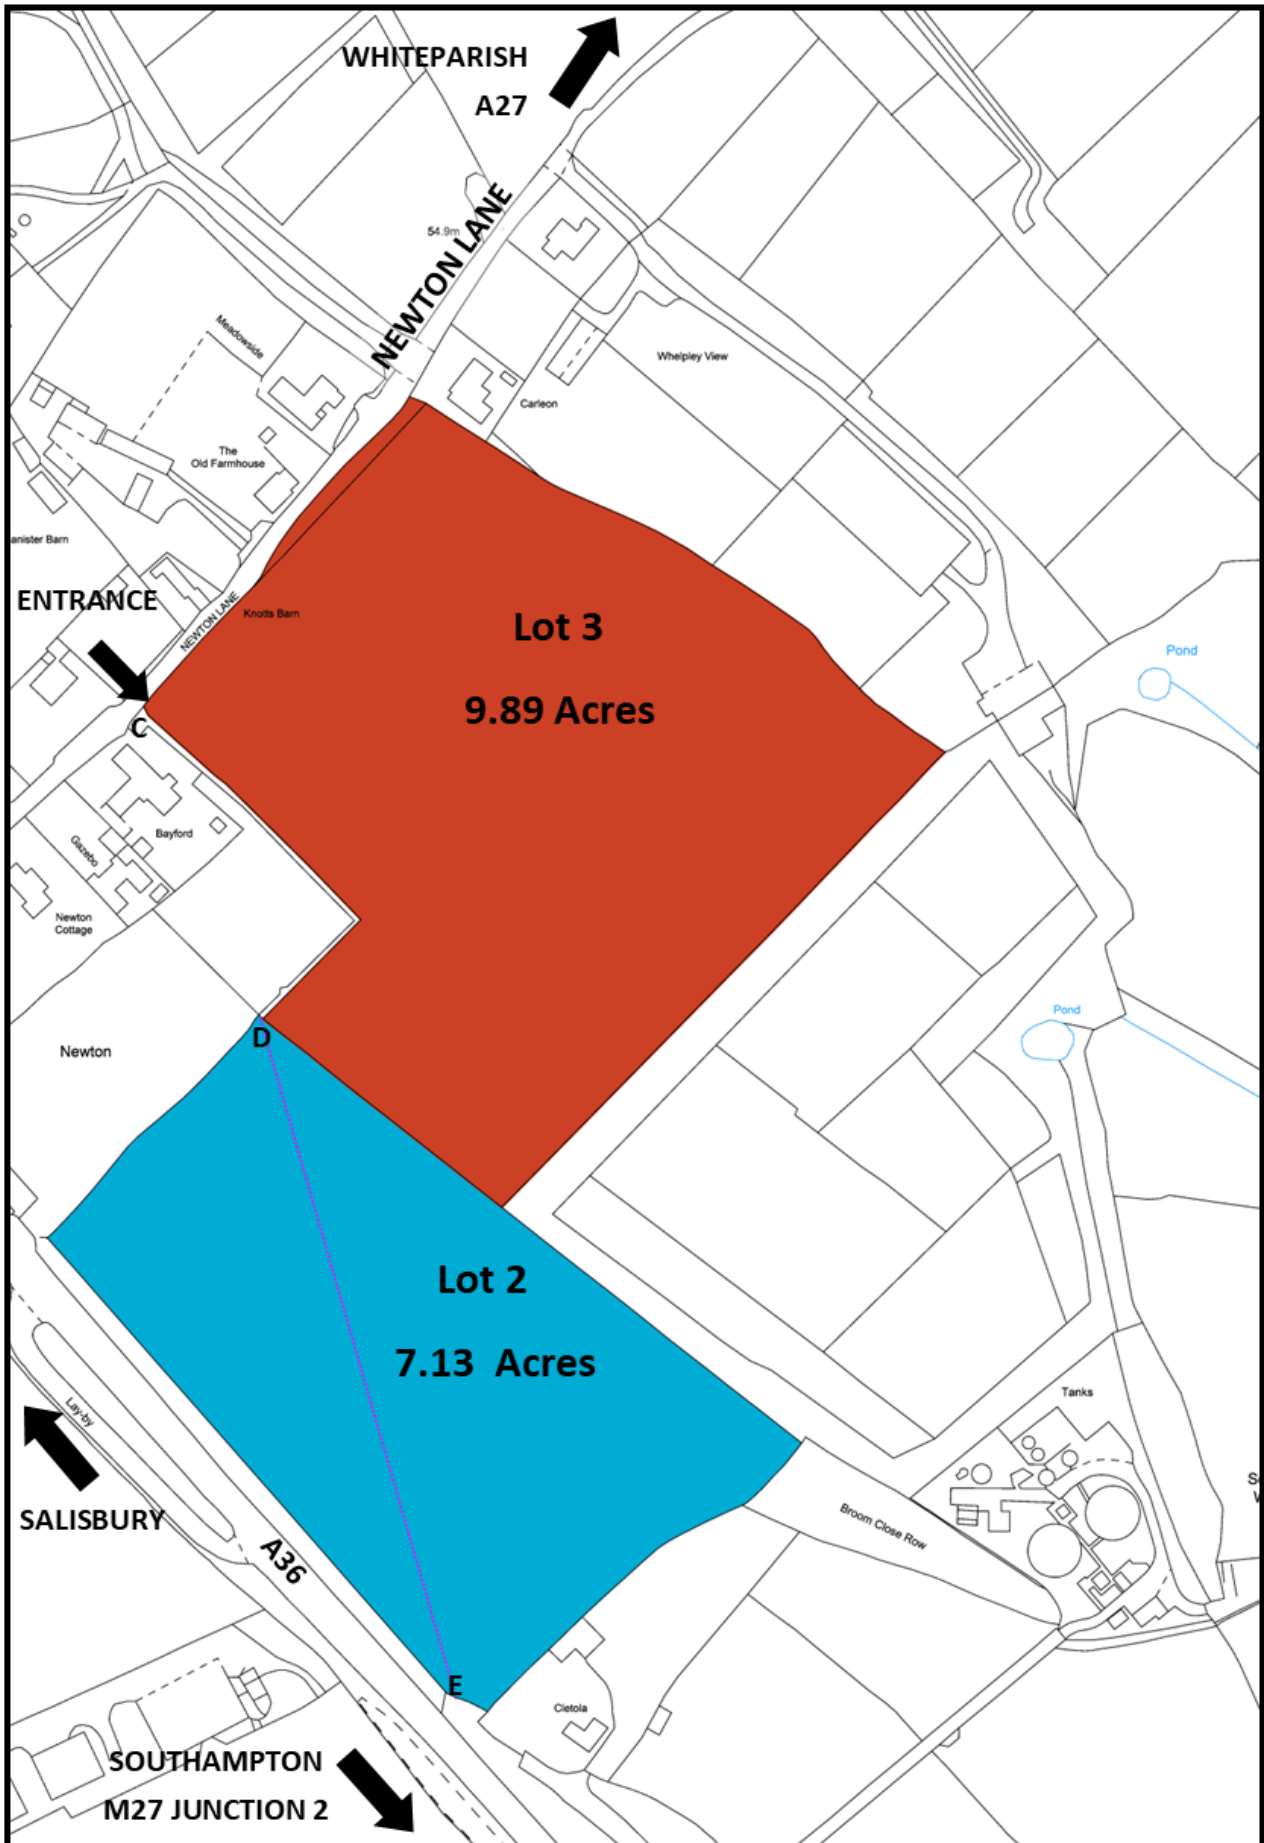 WHITEPARISH
A27
NEWTON LANE
54.9m
Meadowside
Whelpley View
Carleon
The
Old Farmhouse
anister Barn
ENTRANCE
NEWTON LANE
Knotts Barn
Lot 3
9.89 Acres
Pond
C
Bayford
Gazebo
Newton
Cottage
Pond
D
Newton
Lot 2
7.13 Acres
Tanks
Lay-by
SALISBURY
Broom Close Row
A36
E
Cletola
SOUTHAMPTON
M27 JUNCTION 2